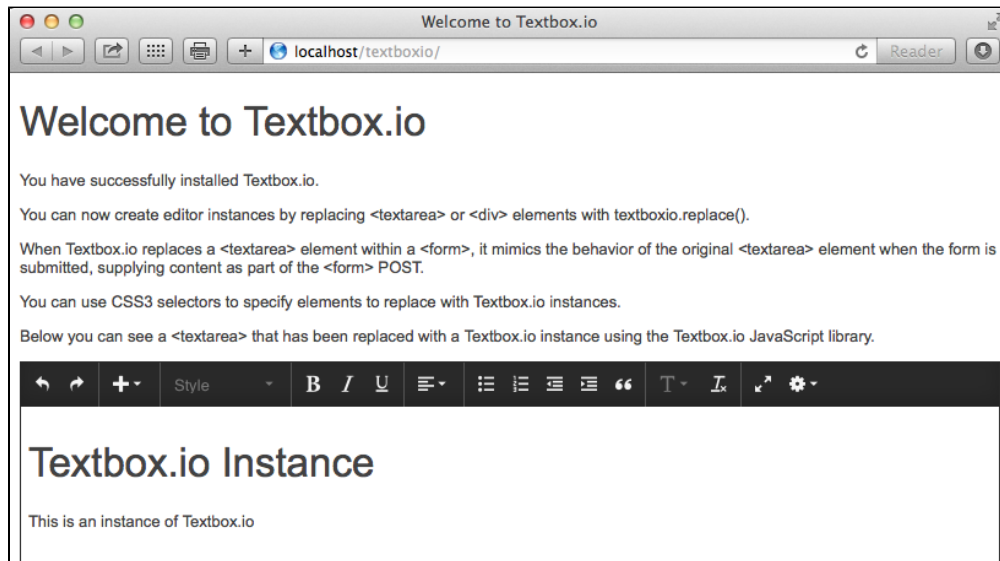 Welcome to Textbox.io
localhost/textboxio/
Reader
Welcome to Textbox.io
You have successfully installed Textbox.io.
You can now create editor instances by replacing <textarea> or <div> elements with textboxio.replace().
When Textbox.io replaces a <textarea> element within a <form>, it mimics the behavior of the original <textarea> element when the form is
submitted, supplying content as part of the <form> POST.
You can use CSS3 selectors to specify elements to replace with Textbox.io instances.
Below you can see a <textarea> that has been replaced with a Textbox.io instance using the Textbox.io JavaScript library.
Style B I U T Tx
Textbox.io Instance
This is an instance of Textbox.io